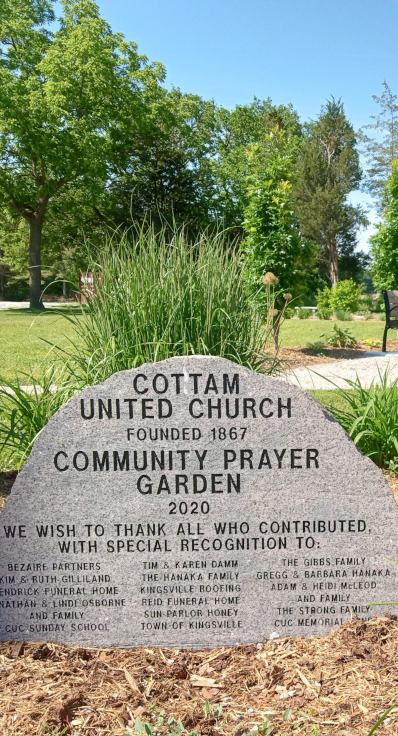 COTTAM
UNITED CHURCH
FOUNDED 1867
COMMUNITY PRAYER
GARDEN
2020
WE WISH TO THANK ALL WHO CONTRIBUTED,
WITH SPECIAL RECOGNITION TO:
BEZAIRE PARTNERS
KIM & RUTH GILLILAND
KENDRICK FUNERAL HOME
NATHAN & LINDI OSBORNE
AND FAMILY
CUC SUNDAY SCHOOL
TIM & KAREN DAMM
THE HANAKA FAMILY
KINGSVILLE ROOFING
REID FUNERAL HOME
SUN PARLOR HONEY
TOWN OF KINGSVILLE
THE GIBBS FAMILY
GREGG & BARBARA HANAKA
ADAM & HEIDI McLEOD
AND FAMILY
THE STRONG FAMILY
CUC MEMORIAL